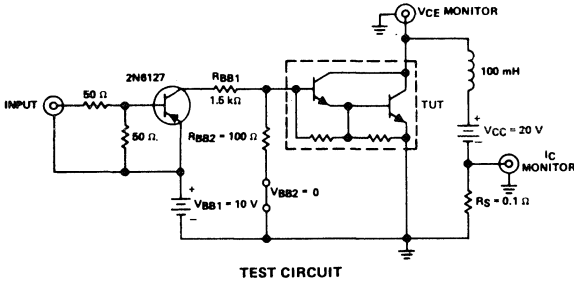 VCE MONITOR
2N6127
RBB1
1.5 kΩ
50 Ω
INPUT
50 Ω.
RBB2 = 100 Ω
TUT
100 mH
+
VCC = 20 V
−
IC
MONITOR
+
VBB1 = 10 V
−
VBB2 = 0
RS = 0.1 Ω
TEST CIRCUIT